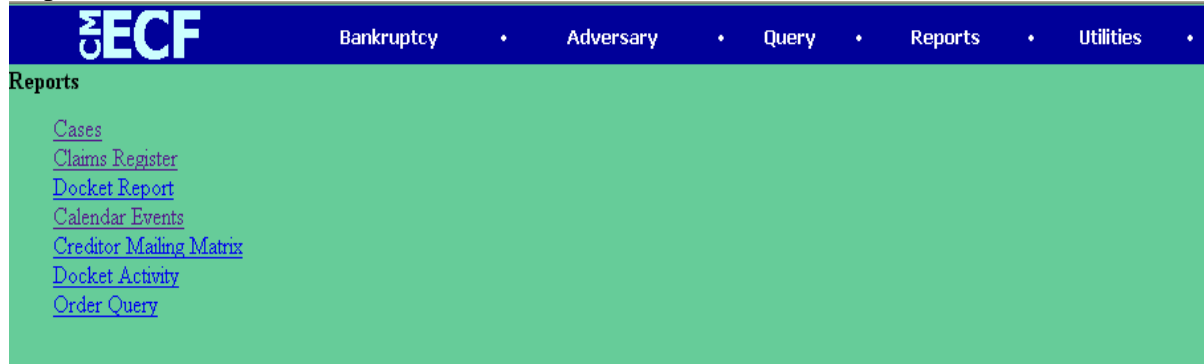 CM ECF Bankruptcy • Adversary • Query • Reports • Utilities •
Reports
Cases
Claims Register
Docket Report
Calendar Events
Creditor Mailing Matrix
Docket Activity
Order Query